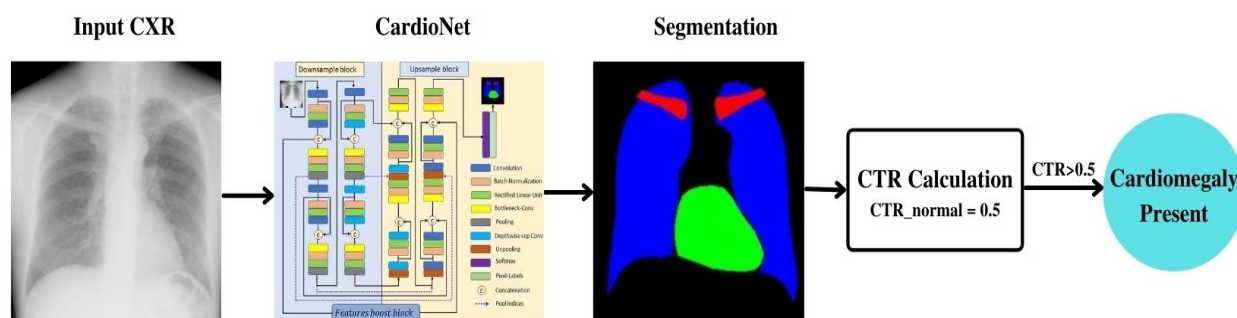 Input CXR
CardioNet
Segmentation
Downsample block
Upsample block
C
C
C
C
C
C
C
C
Convolution
Batch Normalization
Rectified Linear Unit
Bottleneck-Conv
Pooling
Depthwise sep Conv
Unpooling
Softmax
Pixel-Labels
C Concatenation
Pool indices
Features boost block
CTR Calculation
CTR_normal = 0.5
CTR>0.5
Cardiomegaly
Present